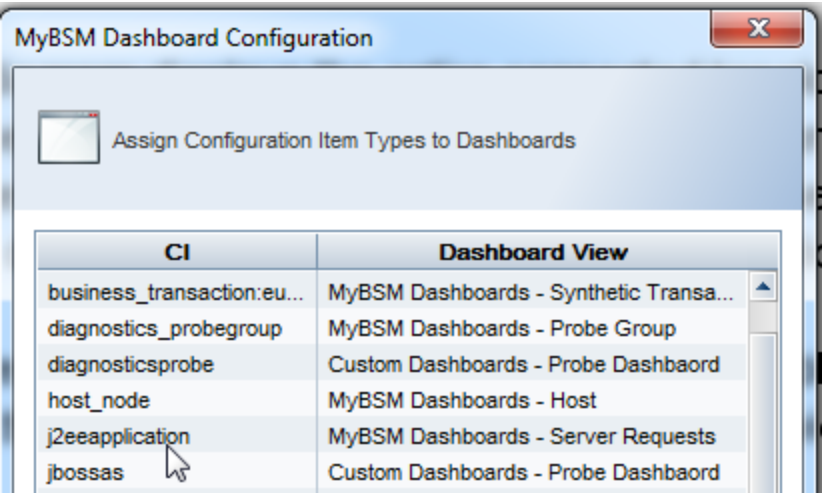 MyBSM Dashboard Configuration
Assign Configuration Item Types to Dashboards
CI Dashboard View
business_transaction:eu... MyBSM Dashboards - Synthetic Transa...
diagnostics_probegroup MyBSM Dashboards - Probe Group
diagnosticsprobe Custom Dashboards - Probe Dashbaord
host_node MyBSM Dashboards - Host
j2eeapplication MyBSM Dashboards - Server Requests
jbossas Custom Dashboards - Probe Dashbaord